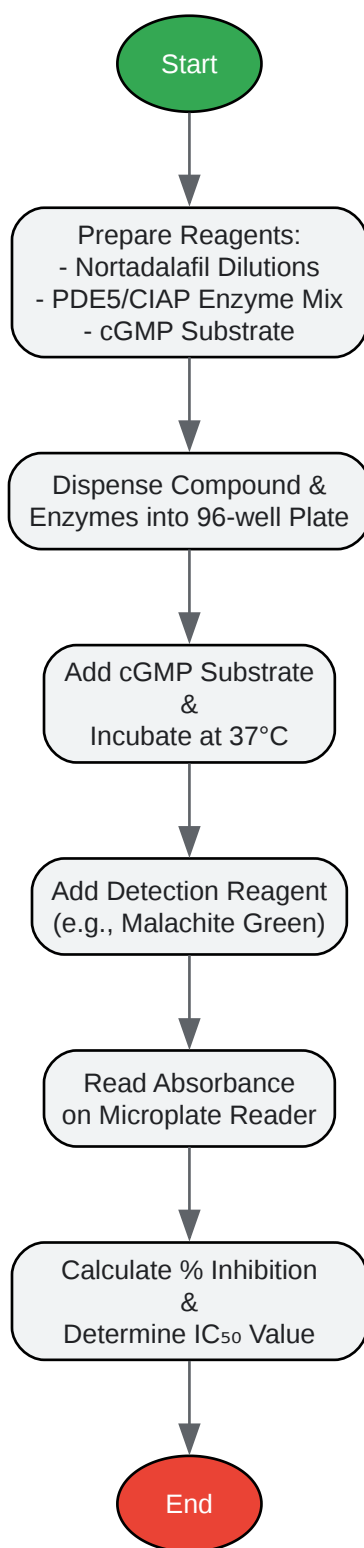 Start
Prepare Reagents:
- Nortadalafil Dilutions
- PDE5/CIAP Enzyme Mix
- cGMP Substrate
Dispense Compound &
Enzymes into 96-well Plate
Add cGMP Substrate
&
Incubate at 37°C
Add Detection Reagent
(e.g., Malachite Green)
Read Absorbance
on Microplate Reader
Calculate % Inhibition
&
Determine IC₅₀ Value
End